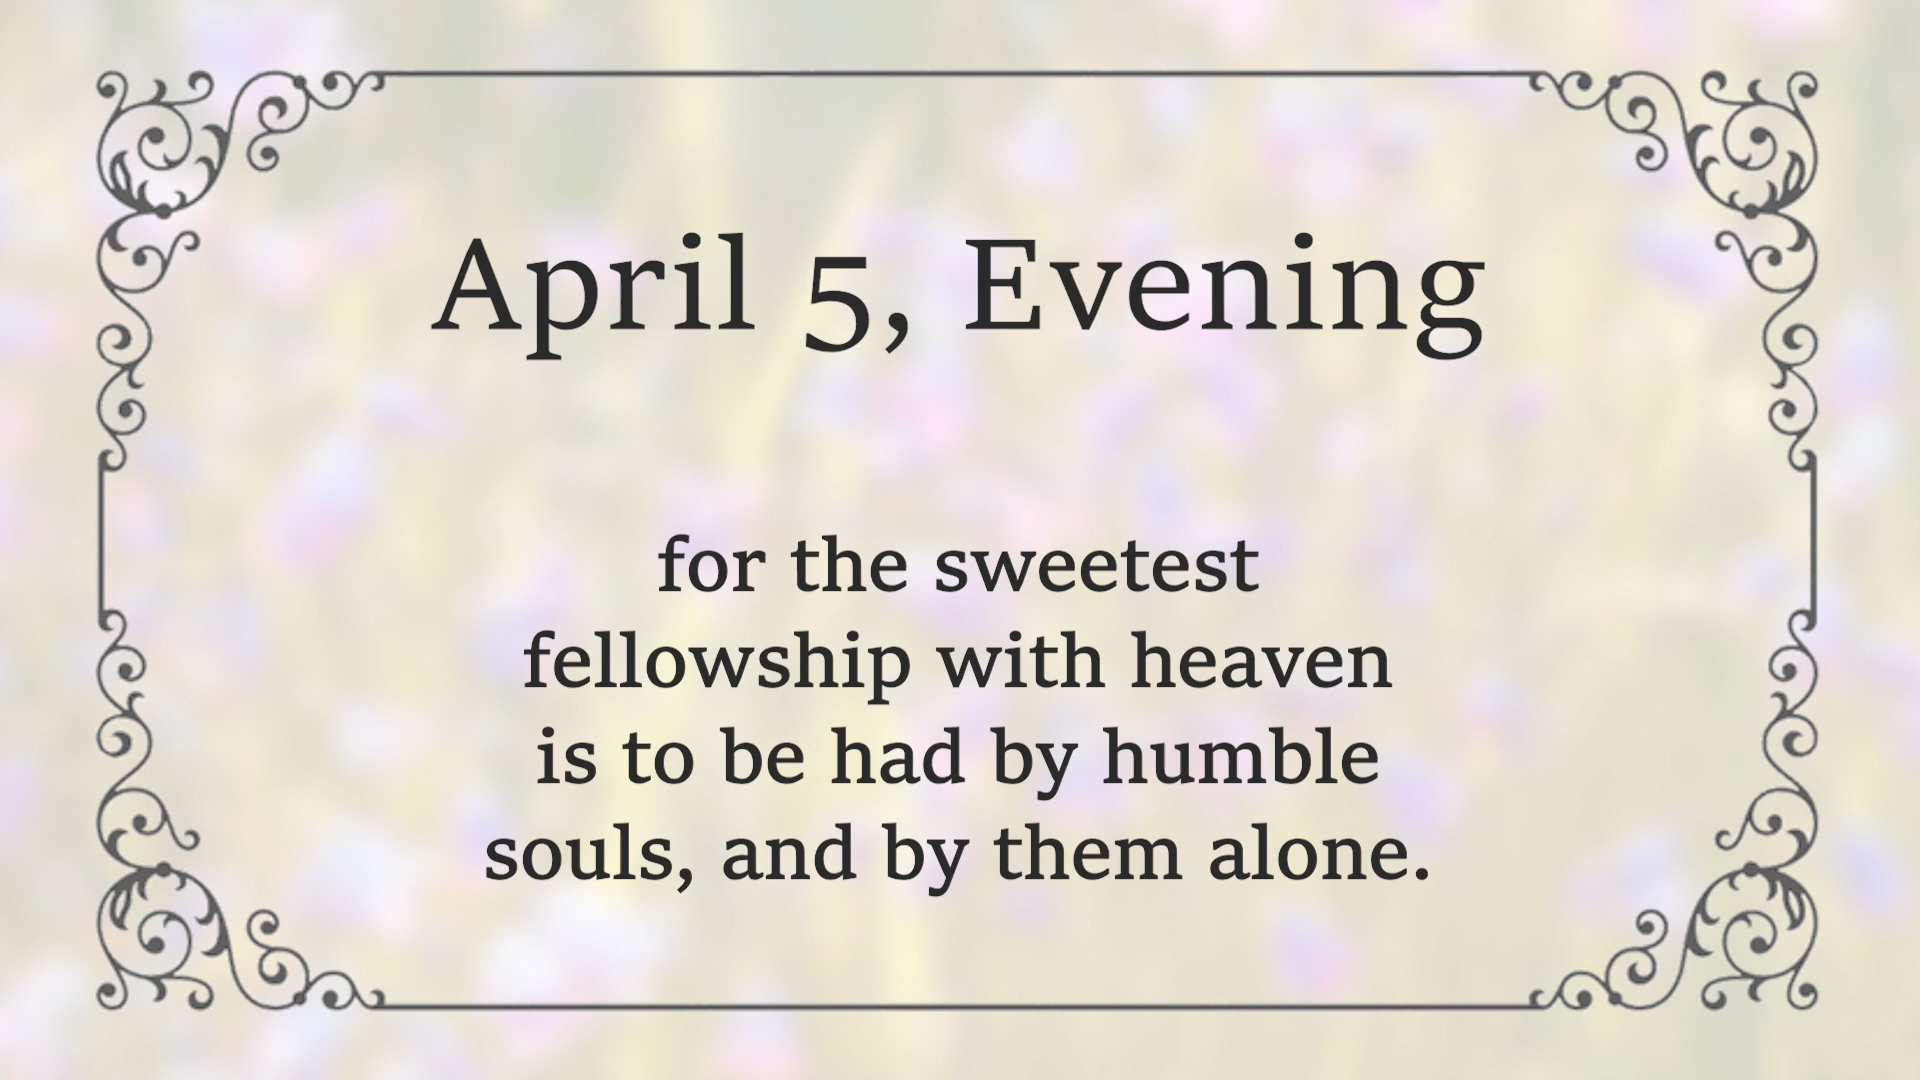 April 5, Evening
for the sweetest
fellowship with heaven
is to be had by humble
souls, and by them alone.